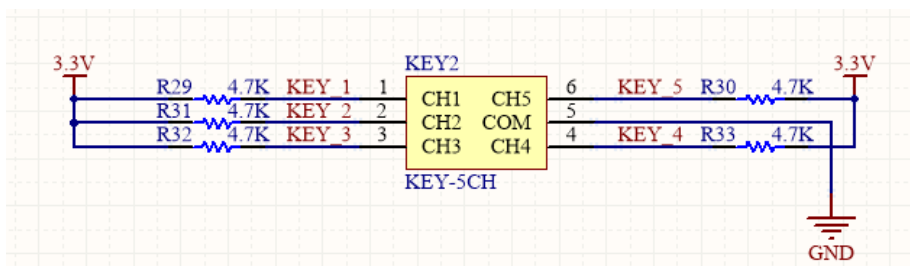 3.3V
3.3V
KEY2
R29 4.7K KEY_1 1 CH1 CH5 6 KEY_5 R30 4.7K
R31 4.7K KEY_2 2 CH2 COM 5
R32 4.7K KEY_3 3 CH3 CH4 4 KEY_4 R33 4.7K
KEY-5CH
GND